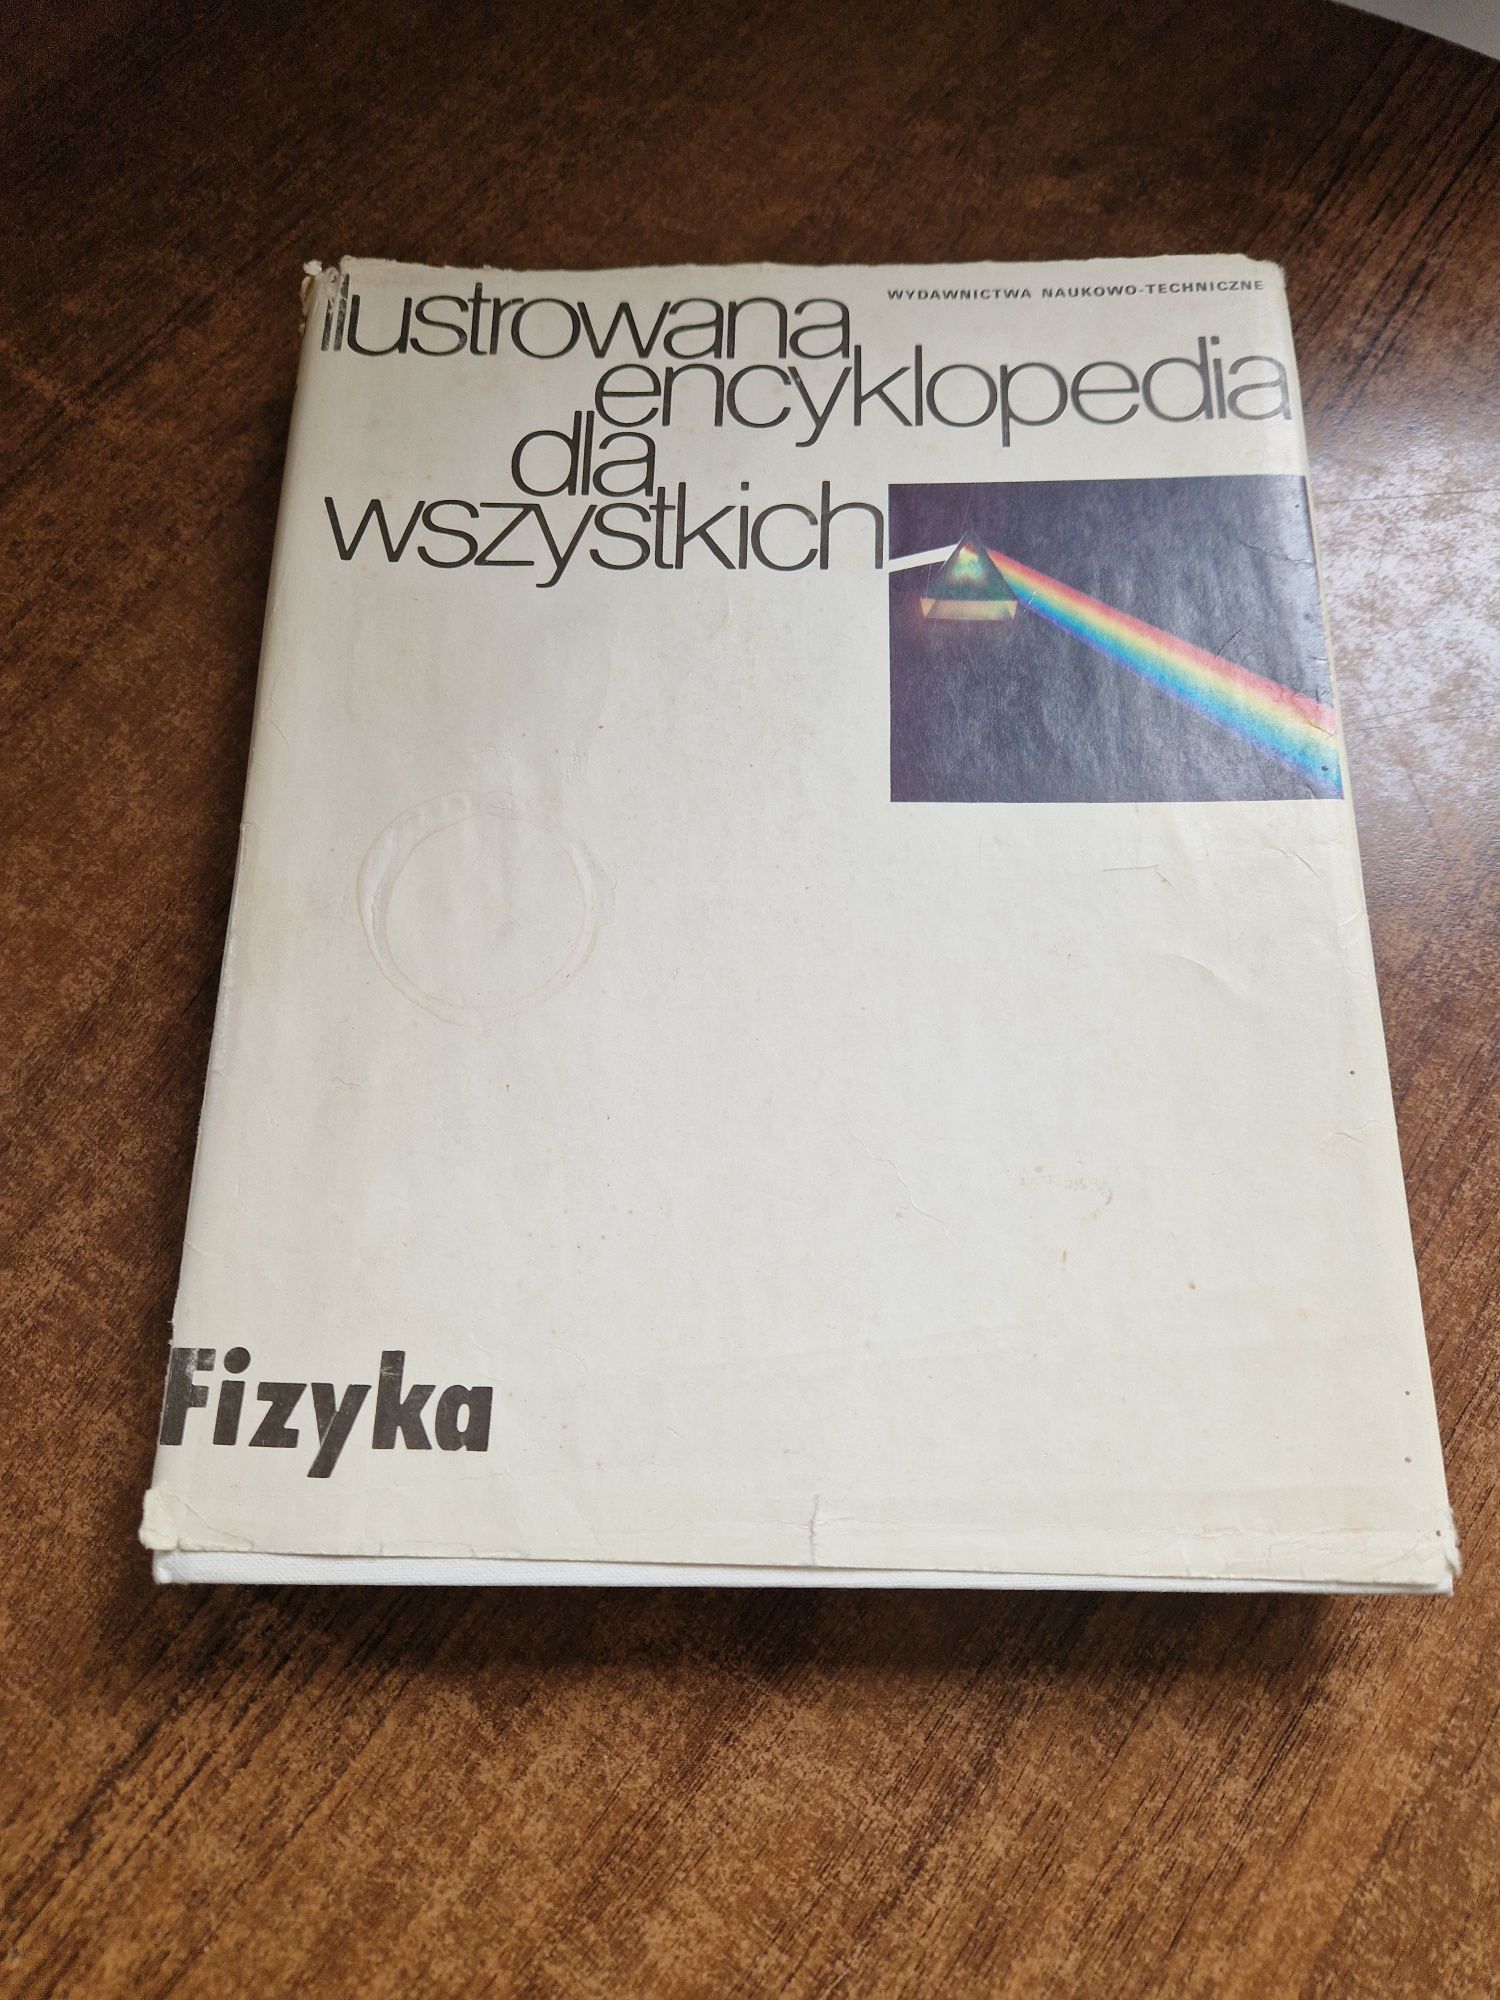 ilustrowana
WYDAWNICTWA NAUKOWO-TECHNICZNE
encyklopedia
dla
wszystkich
Fizyka